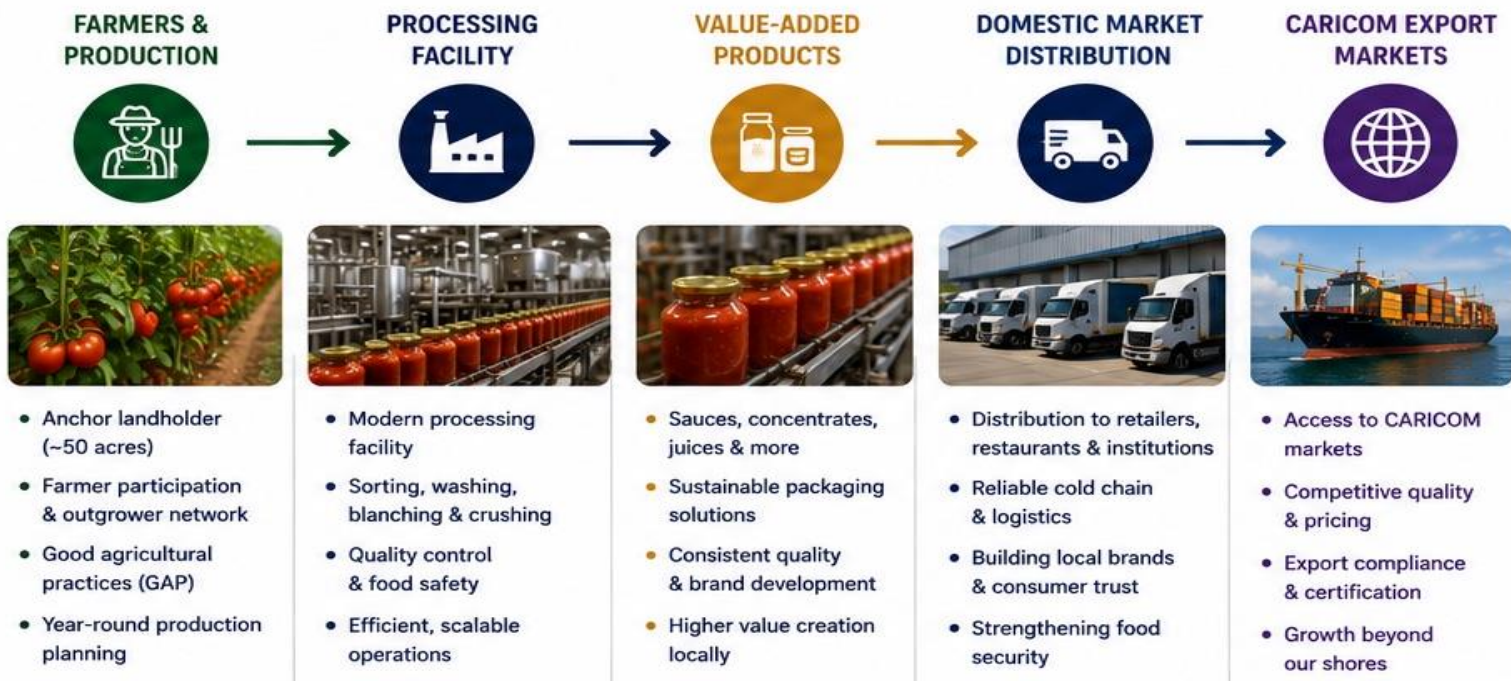 FARMERS &
PRODUCTION
PROCESSING
FACILITY
VALUE-ADDED
PRODUCTS
DOMESTIC MARKET
DISTRIBUTION
CARICOM EXPORT
MARKETS
• Anchor landholder
(~50 acres)
• Farmer participation
& outgrower network
• Good agricultural
practices (GAP)
• Year-round production
planning
• Modern processing
facility
• Sorting, washing,
blanching & crushing
• Quality control
& food safety
• Efficient, scalable
operations
• Sauces, concentrates,
juices & more
• Sustainable packaging
solutions
• Consistent quality
& brand development
• Higher value creation
locally
• Distribution to retailers,
restaurants & institutions
• Reliable cold chain
& logistics
• Building local brands
& consumer trust
• Strengthening food
security
• Access to CARICOM
markets
• Competitive quality
& pricing
• Export compliance
& certification
• Growth beyond
our shores